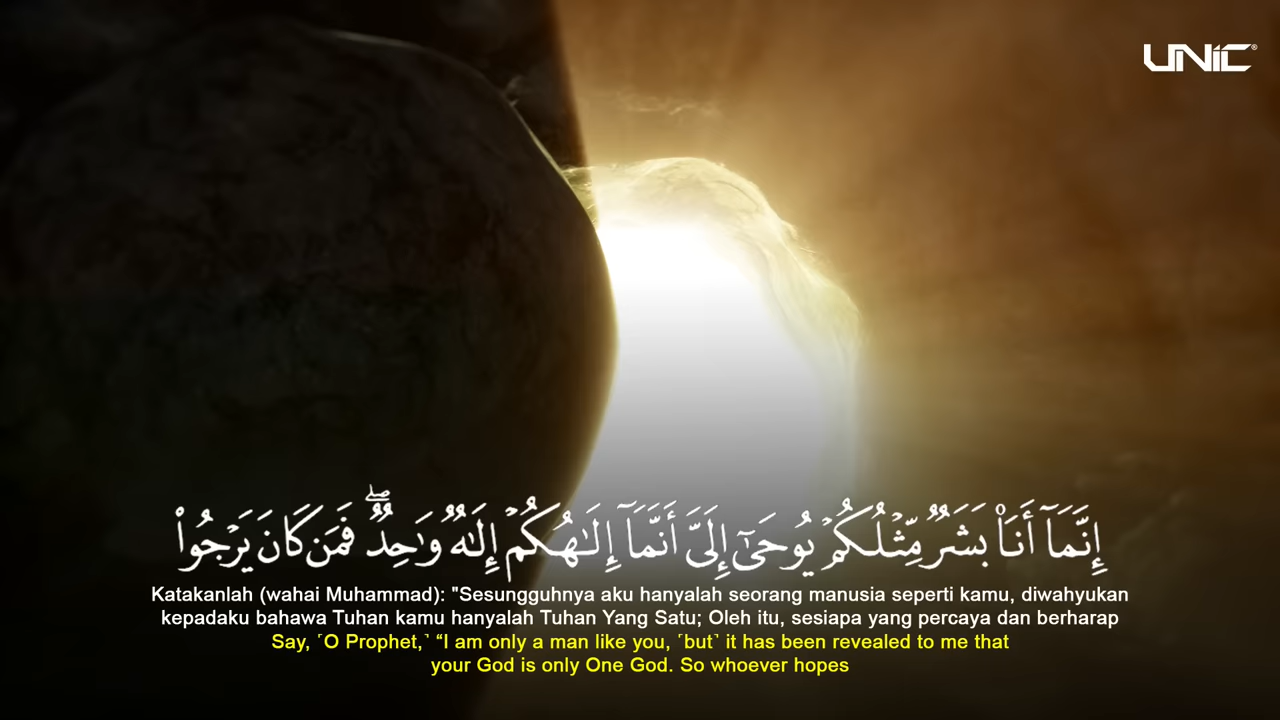 UNIC®
إِنَّمَآ أَنَا۠ بَشَرٌ مِّثْلُكُمْ يُوحَىٰٓ إِلَىَّ أَنَّمَآ إِلَـٰهُكُمْ إِلَـٰهٌ وَٰحِدٌ ۖ فَمَن كَانَ يَرْجُوا۟
Katakanlah (wahai Muhammad): "Sesungguhnya aku hanyalah seorang manusia seperti kamu, diwahyukan
kepadaku bahawa Tuhan kamu hanyalah Tuhan Yang Satu; Oleh itu, sesiapa yang percaya dan berharap
Say, ˹O Prophet,˺ “I am only a man like you, ˹but˺ it has been revealed to me that
your God is only One God. So whoever hopes